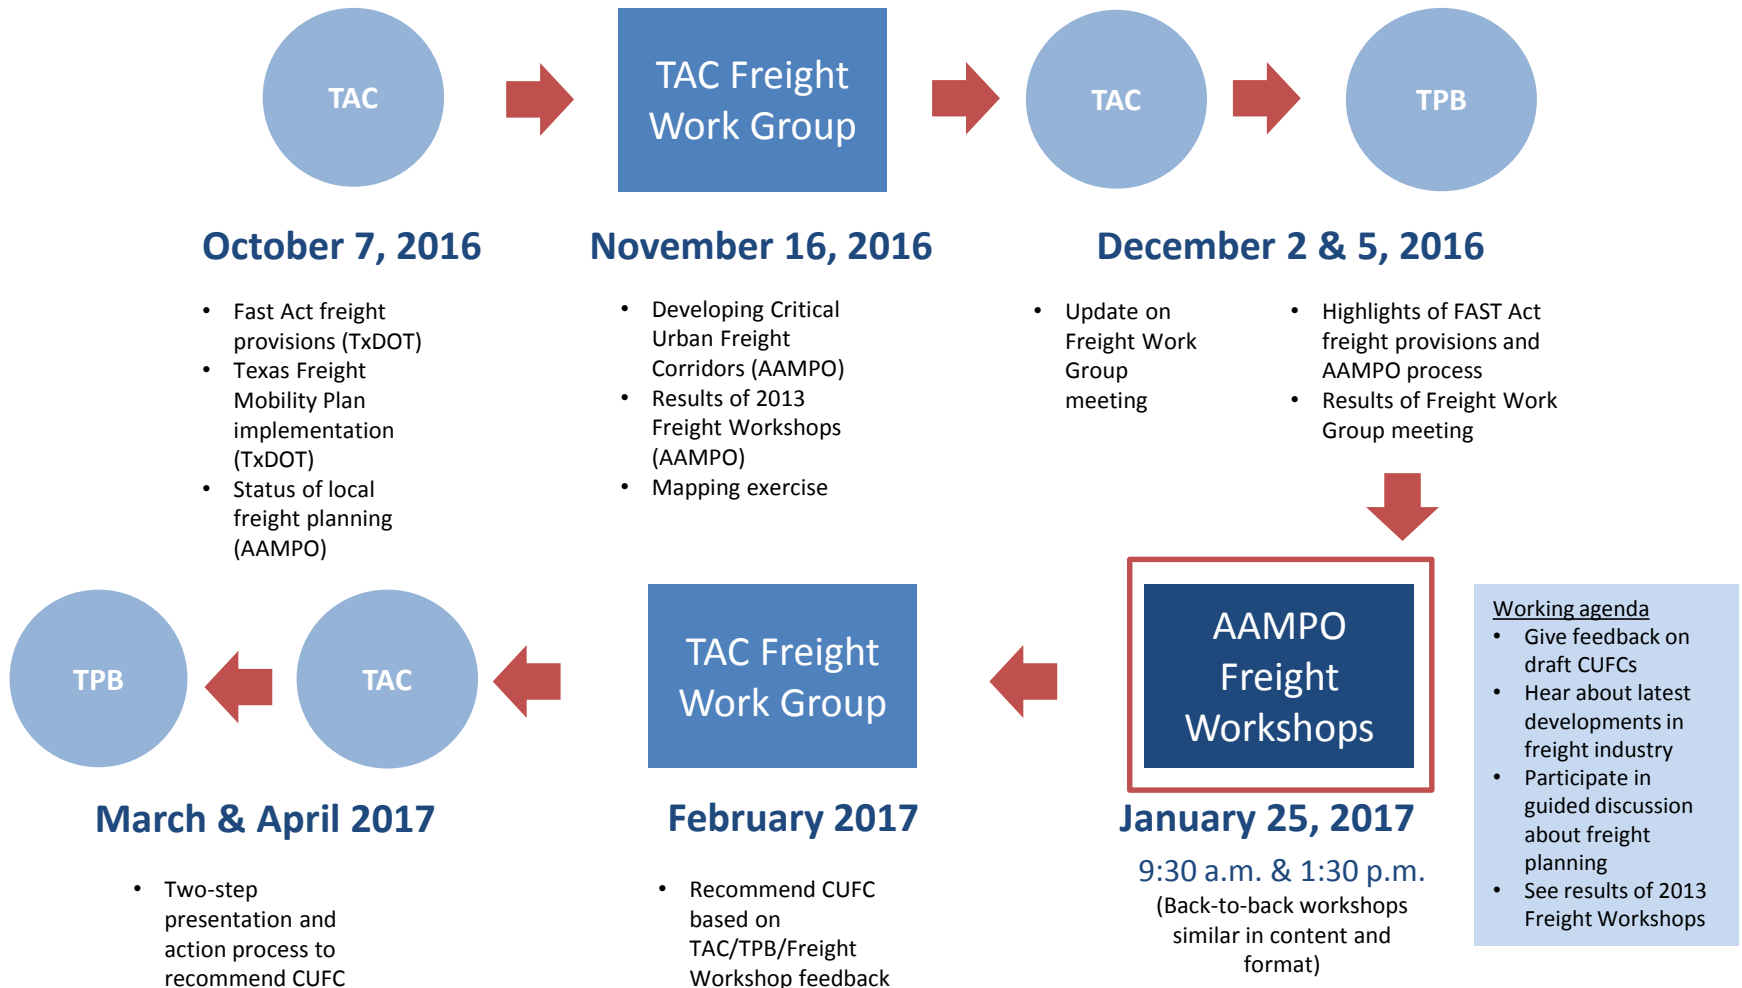 TAC
TAC Freight
Work Group
TAC
TPB
October 7, 2016
November 16, 2016
December 2 & 5, 2016
• Fast Act freight
provisions (TxDOT)
• Texas Freight
Mobility Plan
implementation
(TxDOT)
• Status of local
freight planning
(AAMPO)
• Developing Critical
Urban Freight
Corridors (AAMPO)
• Results of 2013
Freight Workshops
(AAMPO)
• Mapping exercise
• Update on
Freight Work
Group
meeting
• Highlights of FAST Act
freight provisions and
AAMPO process
• Results of Freight Work
Group meeting
AAMPO
Freight
Workshops
January 25, 2017
9:30 a.m. & 1:30 p.m.
(Back-to-back workshops
similar in content and
format)
Working agenda
• Give feedback on
draft CUFCs
• Hear about latest
developments in
freight industry
• Participate in
guided discussion
about freight
planning
• See results of 2013
Freight Workshops
TAC Freight
Work Group
February 2017
• Recommend CUFC
based on
TAC/TPB/Freight
Workshop feedback
TAC
TPB
March & April 2017
• Two-step
presentation and
action process to
recommend CUFC